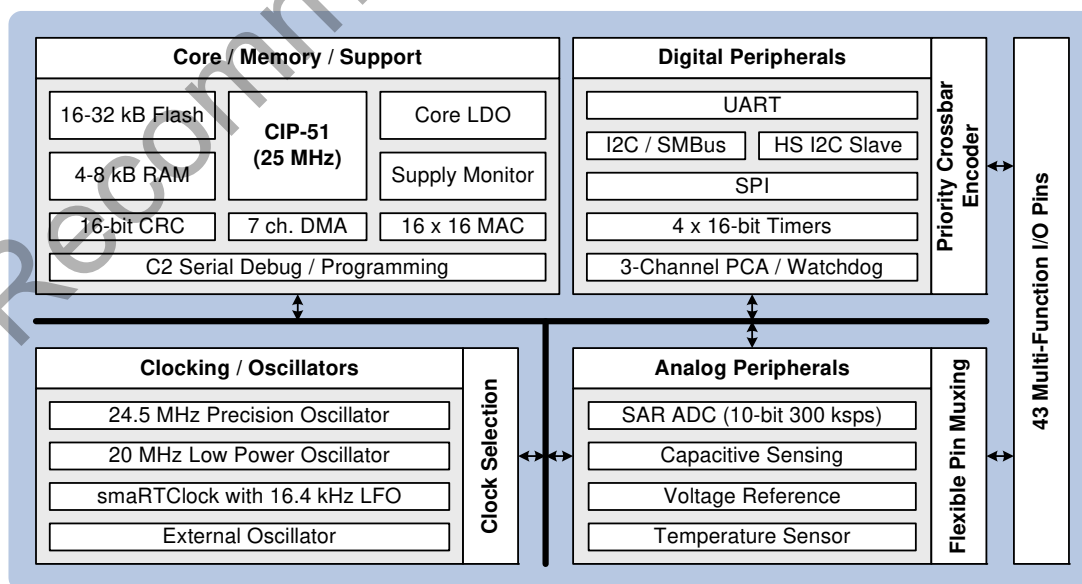 Recomm
Core / Memory / Support
16-32 kB Flash
CIP-51
(25 MHz)
Core LDO
4-8 kB RAM
Supply Monitor
16-bit CRC
7 ch. DMA
16 x 16 MAC
C2 Serial Debug / Programming
Digital Peripherals
UART
I2C / SMBus
HS I2C Slave
SPI
4 x 16-bit Timers
3-Channel PCA / Watchdog
Priority Crossbar
Encoder
43 Multi-Function I/O Pins
Clocking / Oscillators
24.5 MHz Precision Oscillator
20 MHz Low Power Oscillator
smaRTClock with 16.4 kHz LFO
External Oscillator
Clock Selection
Analog Peripherals
SAR ADC (10-bit 300 ksps)
Capacitive Sensing
Voltage Reference
Temperature Sensor
Flexible Pin Muxing